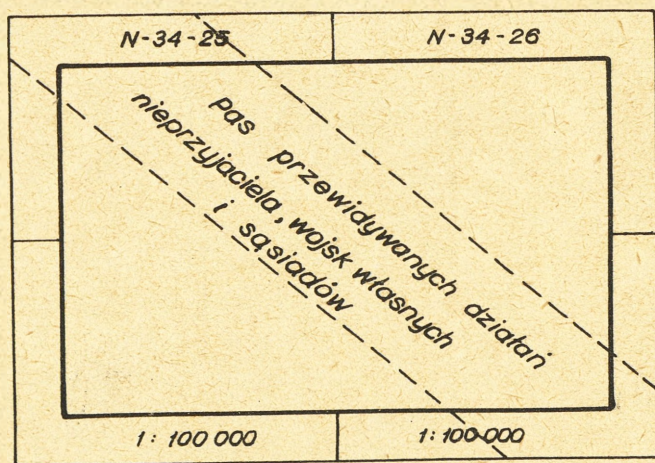 N-34-25
N-34-26
pas przewidywanych działań
nieprzyjaciela, wojsk własnych
i sąsiadów
1: 100 000
1: 100 000